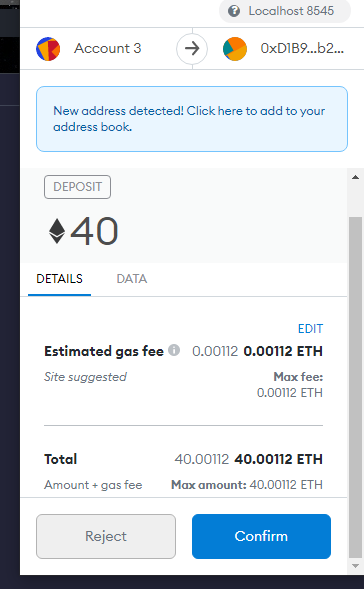 Localhost 8545
Account 3
0xD1B9...b2...
New address detected! Click here to add to your
address book.
DEPOSIT
40
DETAILS DATA
EDIT
Estimated gas fee 0.00112 0.00112 ETH
Site suggested Max fee:
0.00112 ETH
Total 40.00112 40.00112 ETH
Amount + gas fee Max amount: 40.00112 ETH
Reject Confirm